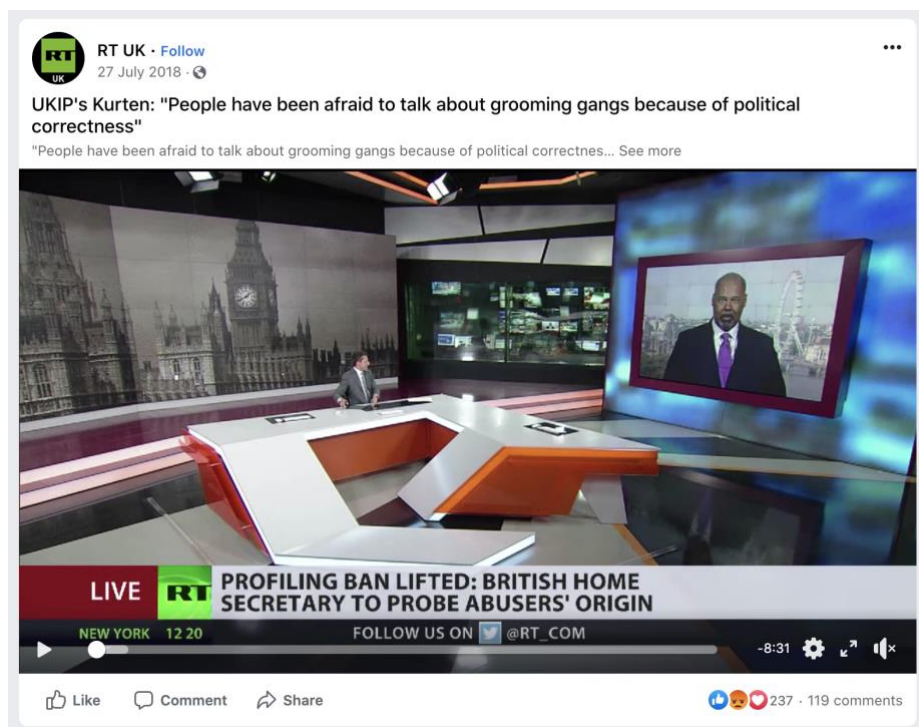 RT
UK
RT UK · Follow
27 July 2018 ·
UKIP's Kurten: "People have been afraid to talk about grooming gangs because of political
correctness"
"People have been afraid to talk about grooming gangs because of political correctnes... See more
LIVE
RT
PROFILING BAN LIFTED: BRITISH HOME
SECRETARY TO PROBE ABUSERS' ORIGIN
NEW YORK 12 20
FOLLOW US ON @RT_COM
-8:31
Like
Comment
Share
237 · 119 comments